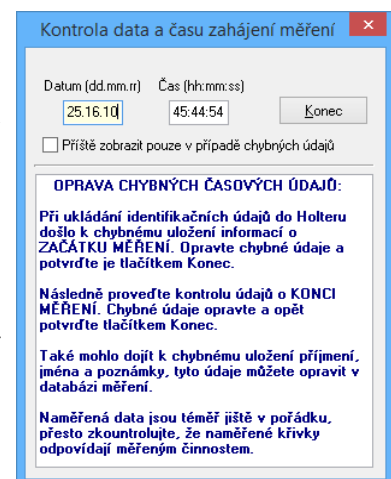 Kontrola data a času zahájení měření
Datum (dd.mm.rr) Čas (hh:mm:ss)
25.16.10 45:44:54 Konec
Příště zobrazit pouze v případě chybných údajů
OPRAVA CHYBNÝCH ČASOVÝCH ÚDAJŮ:
Při ukládání identifikačních údajů do Holteru
došlo k chybnému uložení informací o
ZAČÁTKU MĚŘENÍ. Opravte chybné údaje a
potvrďte je tlačítkem Konec.
Následně proveďte kontrolu údajů o KONCI
MĚŘENÍ. Chybné údaje opravte a opět
potvrďte tlačítkem Konec.
Také mohlo dojít k chybnému uložení příjmení,
jména a poznámky, tyto údaje můžete opravit v
databázi měření.
Naměřená data jsou téměř jistě v pořádku,
přesto zkountrolujte, že naměřené křivky
odpovídají měřeným činnostem.